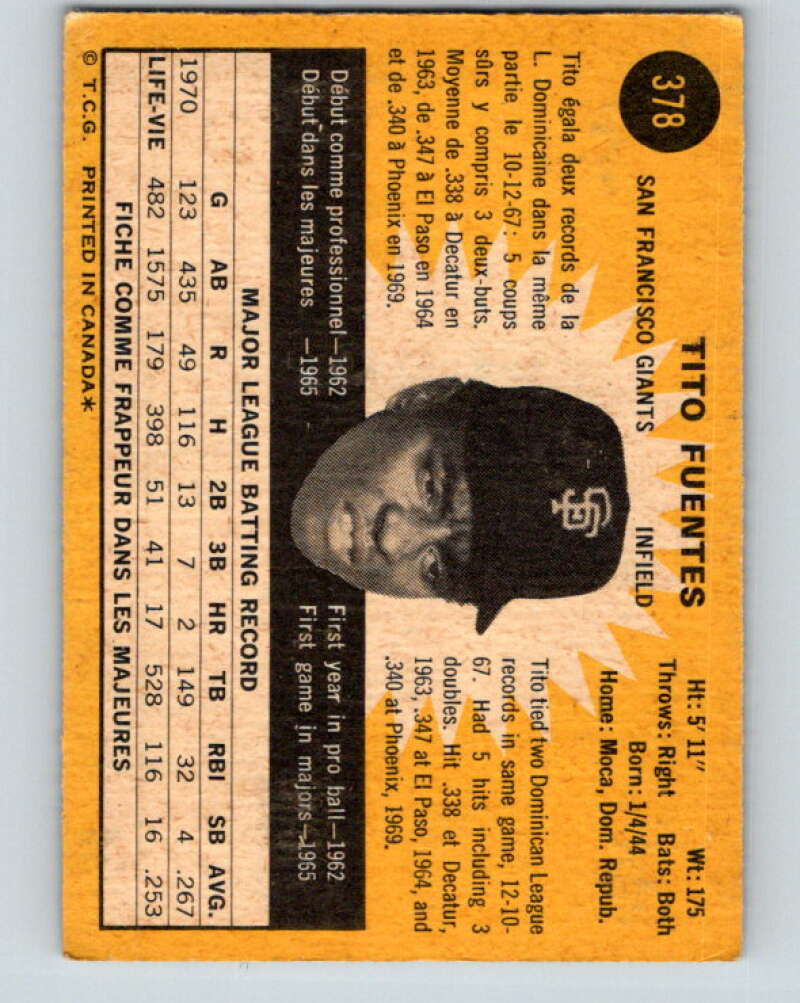 378
TITO FUENTES
SAN FRANCISCO GIANTS INFIELD
Ht: 5' 11" Wt: 175
Throws: Right Bats: Both
Born: 1/4/44
Home: Moca, Dom. Repub.
Tito égala deux records de la
L. Dominicaine dans la même
partie, le 10-12-67: 5 coups
sûrs y compris 3 deux-buts.
Moyenne de .338 à Decatur en
1963, de .347 à El Paso en 1964
et de .340 à Phoenix en 1969.
SF
Tito tied two Dominican League
records in same game, 12-10-
67. Had 5 hits including 3
doubles. Hit .338 et Decatur,
1963, .347 at El Paso, 1964, and
.340 at Phoenix, 1969.
Début comme professionnel—1962
Début dans les majeures —1965
First year in pro ball—1962
First game in majors—1965
MAJOR LEAGUE BATTING RECORD
G AB R H 2B 3B HR TB RBI SB AVG.
1970 123 435 49 116 13 7 2 149 32 4 .267
LIFE-VIE 482 1575 179 398 51 41 17 528 116 16 .253
FICHE COMME FRAPPEUR DANS LES MAJEURES
© T.C.G. PRINTED IN CANADA*